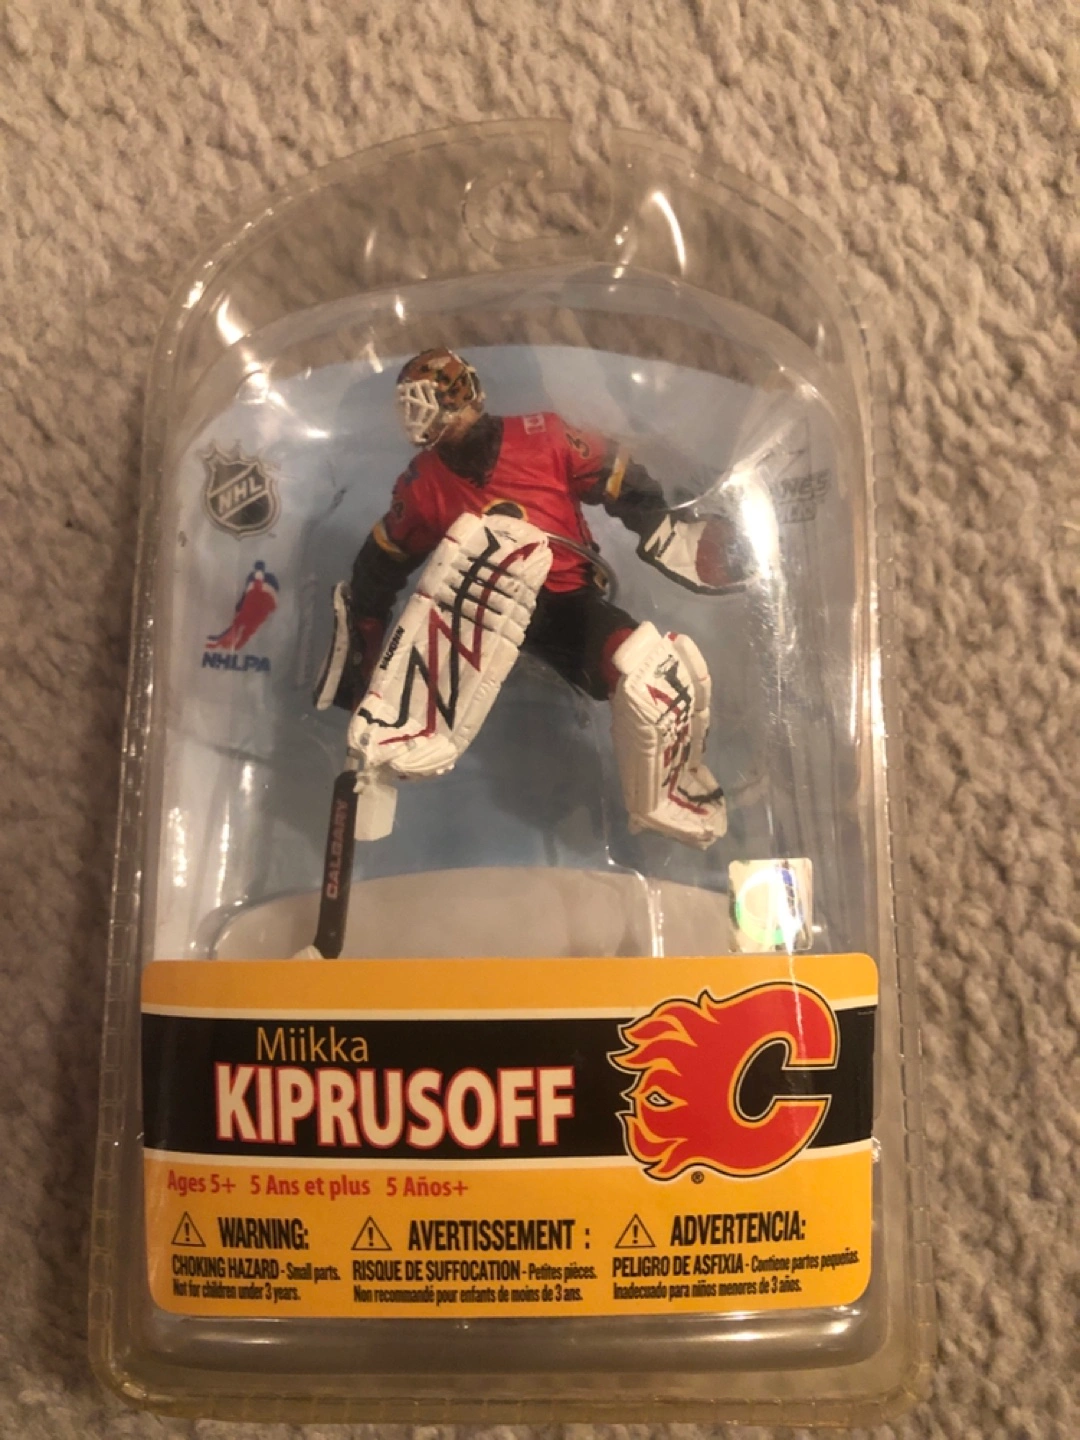 NHL
NHLPA
VAUGHN
CALGARY
Miikka
KIPRUSOFF
C
®
Ages 5+ 5 Ans et plus 5 Años+
WARNING: AVERTISSEMENT : ADVERTENCIA:
CHOKING HAZARD - Small parts. RISQUE DE SUFFOCATION - Petites pièces. PELIGRO DE ASFIXIA - Contiene partes pequeñas.
Not for children under 3 years. Non recommandé pour enfants de moins de 3 ans. Inadecuado para niños menores de 3 años.